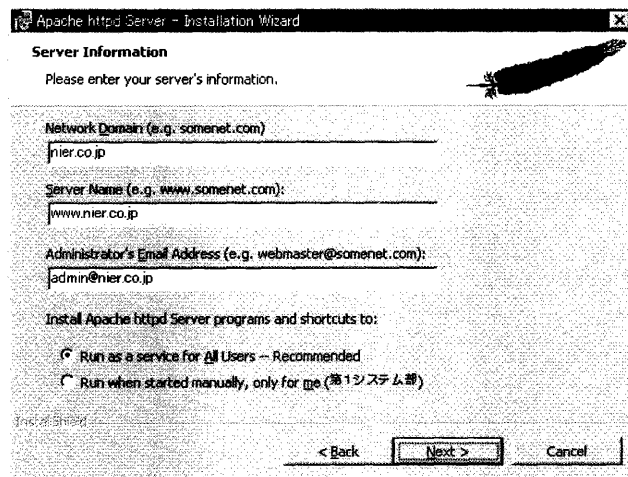 Apache httpd Server - Installation Wizard
Server Information
Please enter your server's information.
Network Domain (e.g. somenet.com)
nier.co.jp
Server Name (e.g. www.somenet.com):
www.nier.co.jp
Administrator's Email Address (e.g. webmaster@somenet.com):
admin@nier.co.jp
Install Apache httpd Server programs and shortcuts to:
Run as a service for All Users -- Recommended
Run when started manually, only for me (第1システム部)
InstallShield
< Back
Next >
Cancel